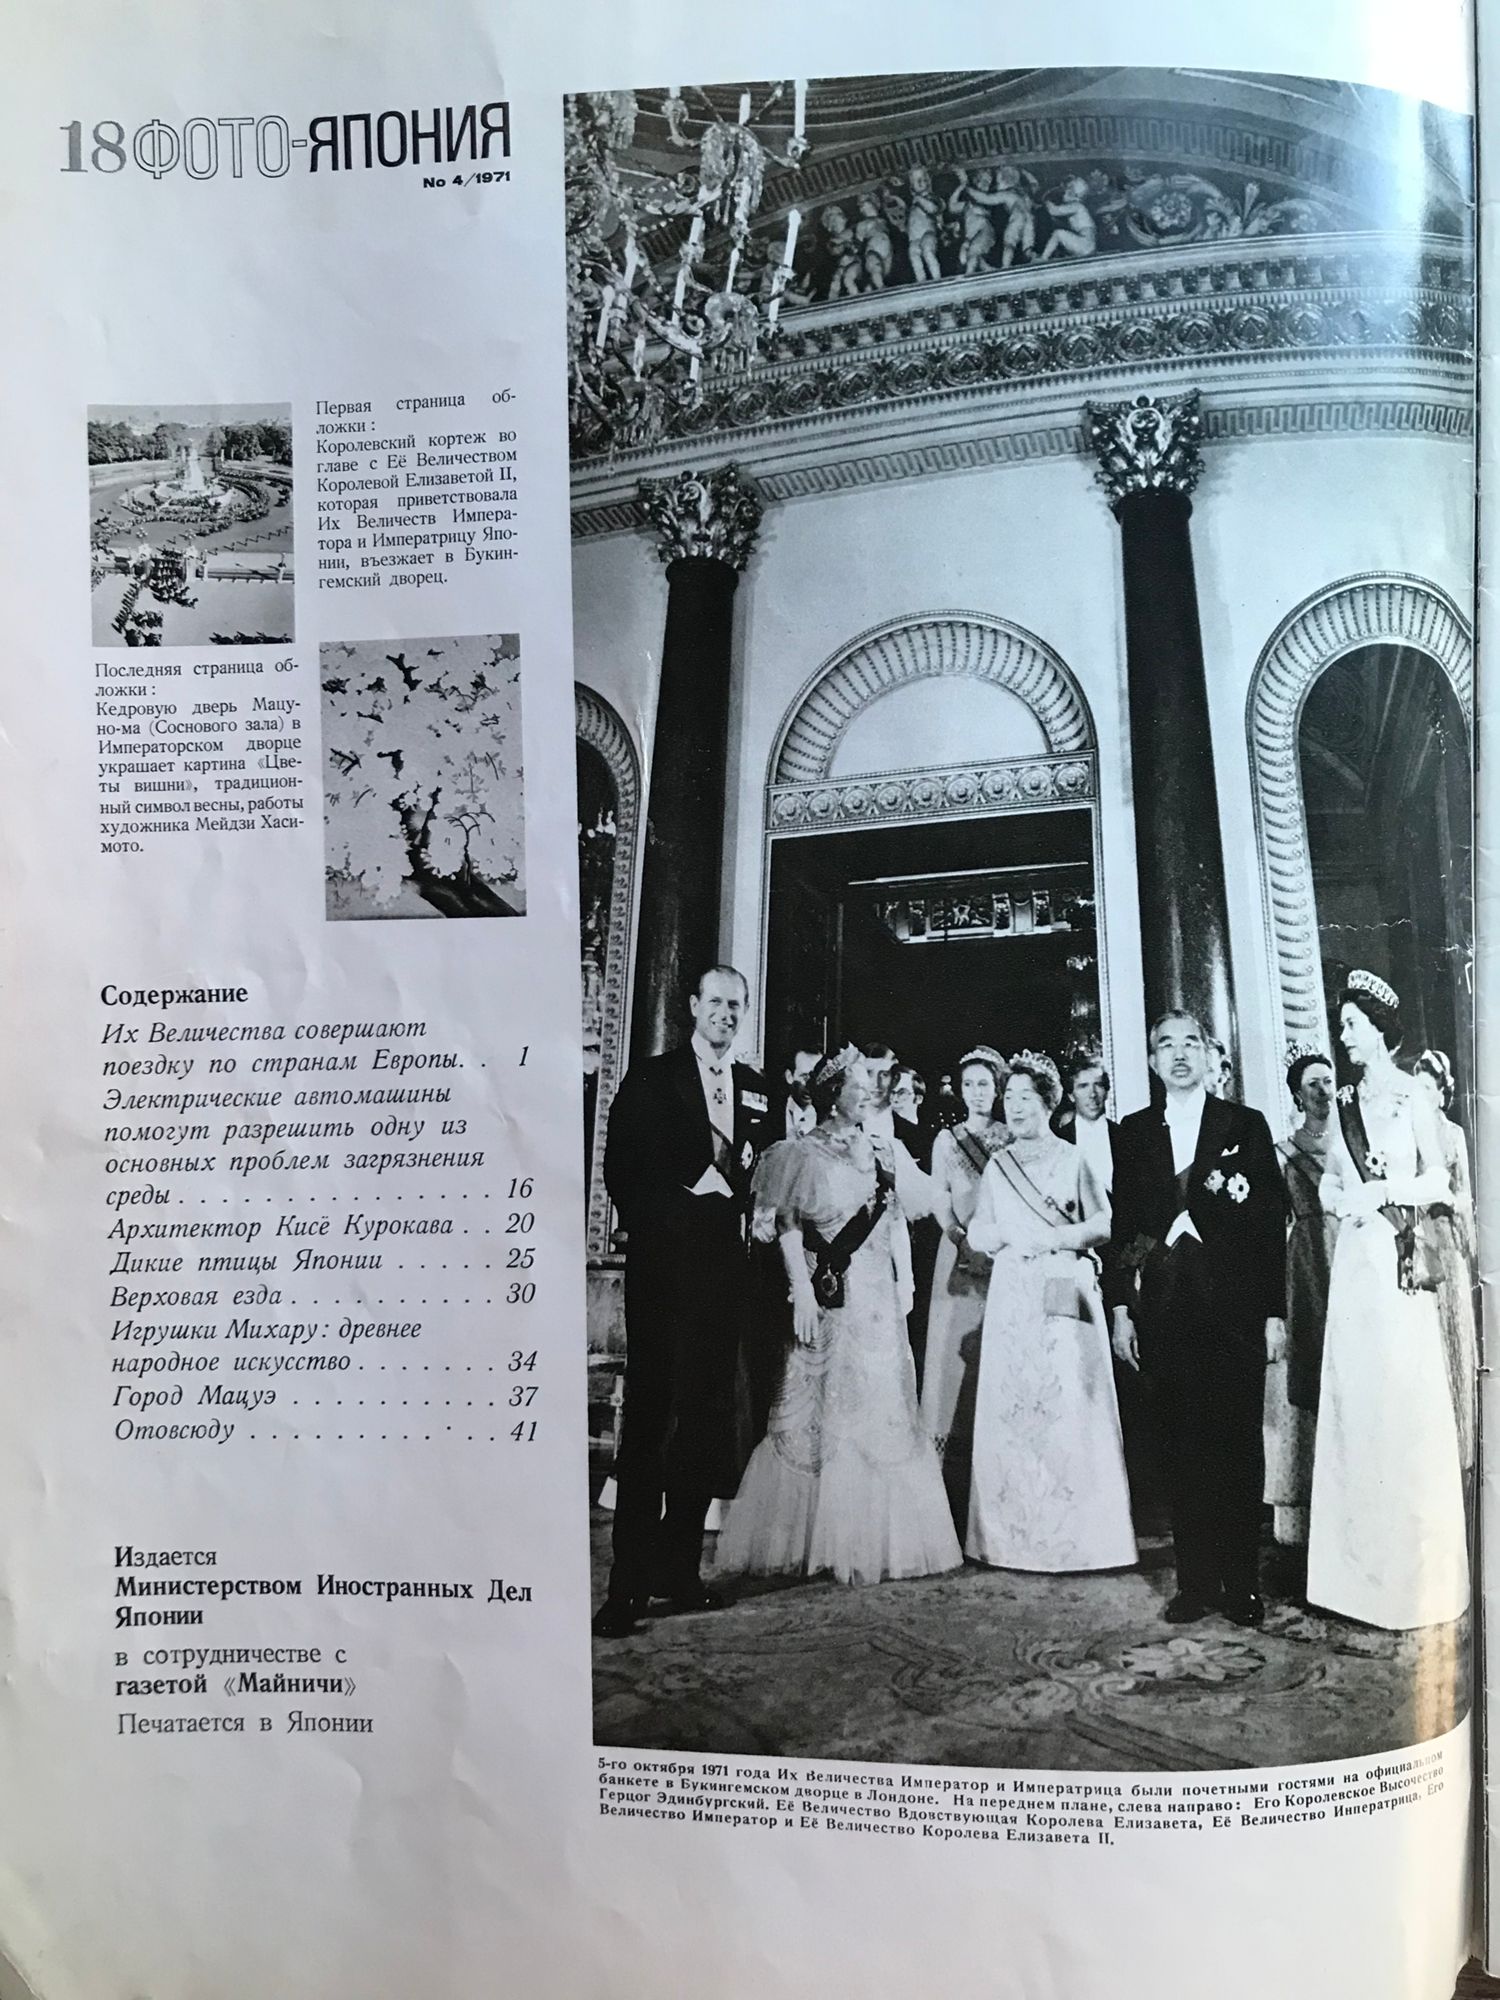 18 ФОТО-ЯПОНИЯ
No 4/1971
Первая страница об-
ложки :
Королевский кортеж во
главе с Её Величеством
Королевой Елизаветой II,
которая приветствовала
Их Величеств Импера-
тора и Императрицу Япо-
нии, въезжает в Букин-
гемский дворец.
Последняя страница об-
ложки :
Кедровую дверь Мацу-
но-ма (Соснового зала) в
Императорском дворце
украшает картина «Цве-
ты вишни», традицион-
ный символ весны, работы
художника Мейдзи Хаси-
мото.
Содержание
Их Величества совершают
поездку по странам Европы. . 1
Электрические автомашины
помогут разрешить одну из
основных проблем загрязнения
среды . . . . . . . . . . . . . . . 16
Архитектор Кисё Курокава . . 20
Дикие птицы Японии . . . . . 25
Верховая езда . . . . . . . . . . 30
Игрушки Михару : древнее
народное искусство . . . . . . . 34
Город Мацуэ . . . . . . . . . . 37
Отовсюду . . . . . . . . . . . 41
Издается
Министерством Иностранных Дел
Японии
в сотрудничестве с
газетой «Майничи»
Печатается в Японии
5-го октября 1971 года Их Величества Император и Императрица были почетными гостями на официальном
банкете в Букингемском дворце в Лондоне. На переднем плане, слева направо : Его Королевское Высочество
Герцог Эдинбургский. Её Величество Вдовствующая Королева Елизавета, Её Величество Инператрица, Его
Величество Император и Её Величество Королева Елизавета II.